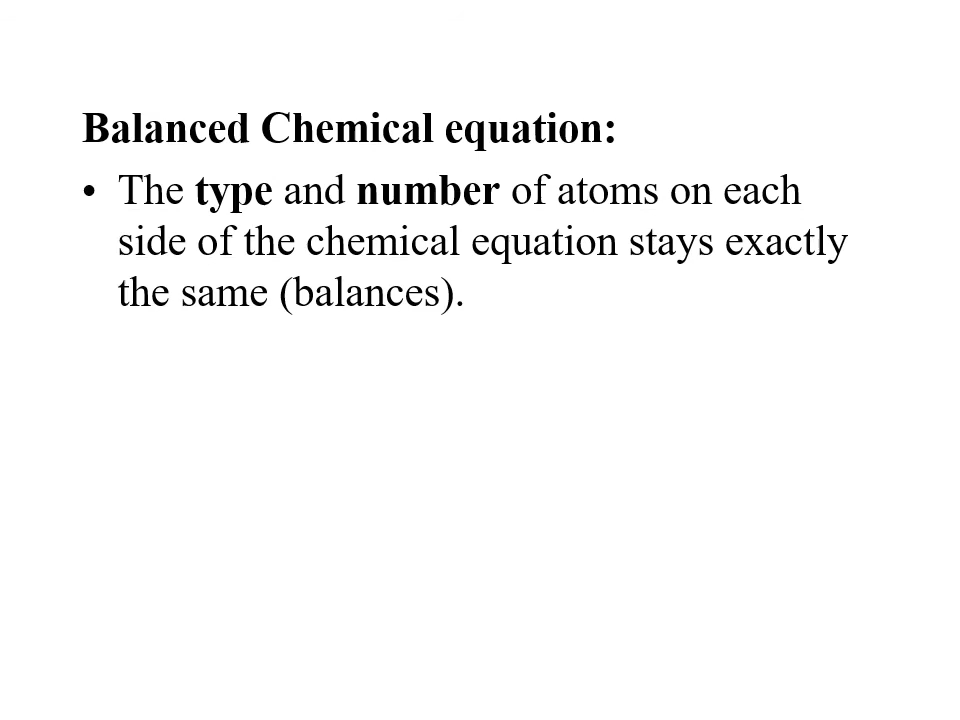 Balanced Chemical equation:
• The type and number of atoms on each
side of the chemical equation stays exactly
the same (balances).